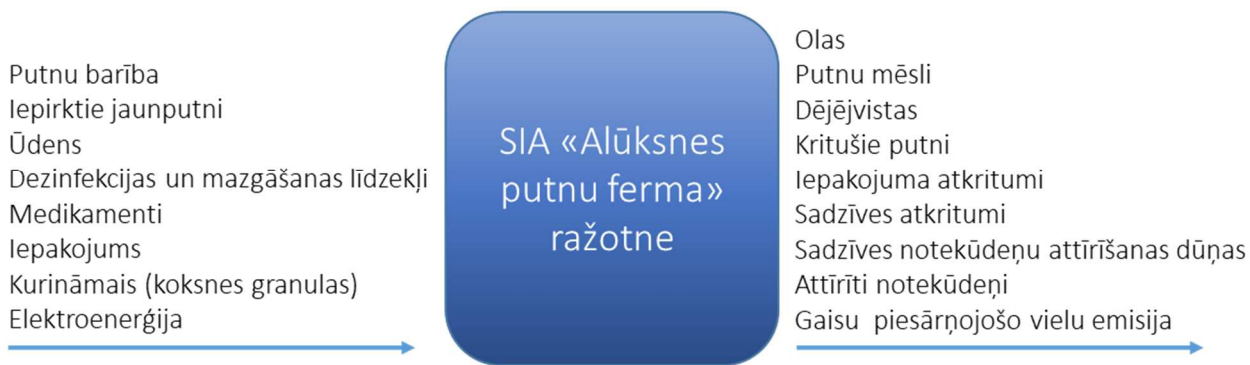 Putnu barība
Iepirktie jaunputni
Ūdens
Dezinfekcijas un mazgāšanas līdzekļi
Medikamenti
Iepakojums
Kurināmais (koksnes granulas)
Elektroenerģija
SIA «Alūksnes
putnu ferma»
ražotne
Olas
Putnu mēsli
Dējējvistas
Kritušie putni
Iepakojuma atkritumi
Sadzīves atkritumi
Sadzīves notekūdeņu attīrīšanas dūņas
Attīrīti notekūdeņi
Gaisu piesārņojošo vielu emisija